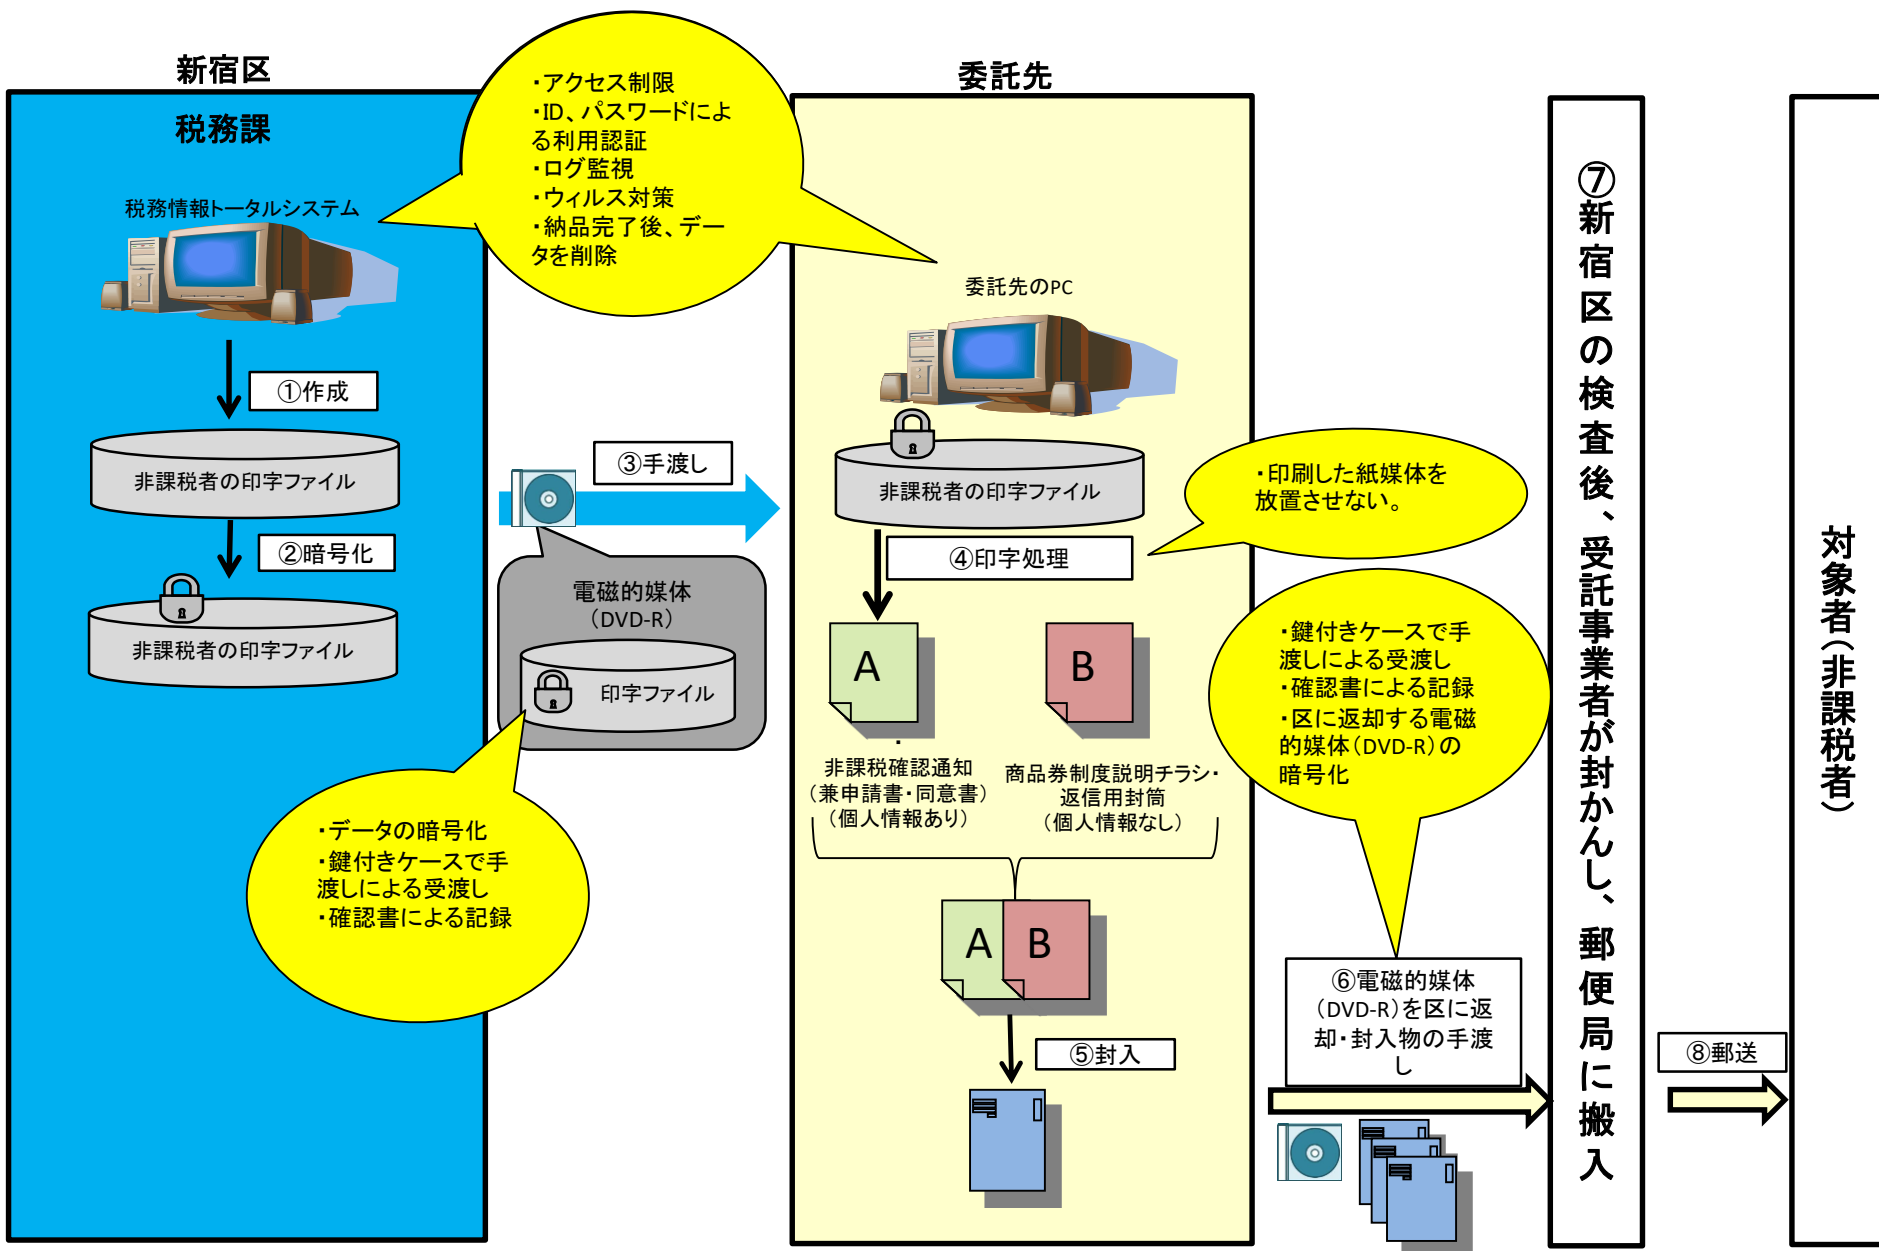 新宿区
税務課
税務情報トータルシステム
①作成
非課税者の印字ファイル
②暗号化
非課税者の印字ファイル
・アクセス制限
・ID、パスワードによ
る利用認証
・ログ監視
・ウィルス対策
・納品完了後、デー
タを削除
③手渡し
電磁的媒体
（DVD-R）
印字ファイル
・データの暗号化
・鍵付きケースで手
渡しによる受渡し
・確認書による記録
委託先
委託先のPC
非課税者の印字ファイル
④印字処理
・印刷した紙媒体を
放置させない。
A
B
・
非課税確認通知
（兼申請書・同意書）
（個人情報あり）
商品券制度説明チラシ・
返信用封筒
（個人情報なし）
A
B
⑤封入
・鍵付きケースで手
渡しによる受渡し
・確認書による記録
・区に返却する電磁
的媒体（DVD-R）の
暗号化
⑥電磁的媒体
（DVD-R）を区に返
却・封入物の手渡
し
⑦新宿区の検査後、受託事業者が封かんし、郵便局に搬入
⑧郵送
対象者（非課税者）